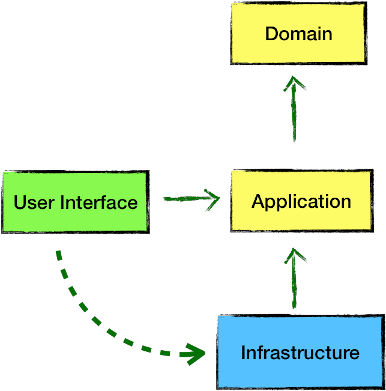 Domain
User Interface
Application
Infrastructure